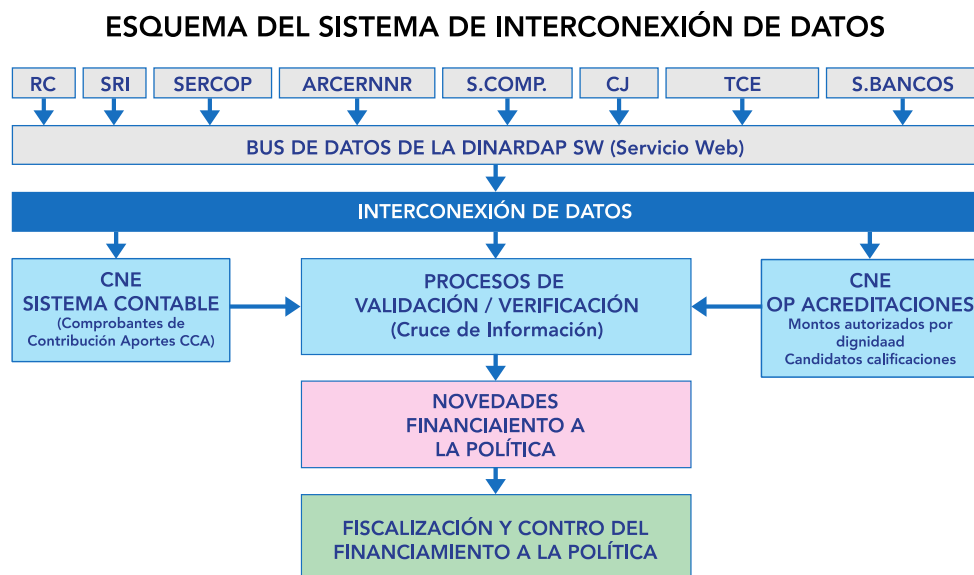 ESQUEMA DEL SISTEMA DE INTERCONEXIÓN DE DATOS
RC SRI SERCOP ARCERNNR S.COMP. CJ TCE S.BANCOS
BUS DE DATOS DE LA DINARDAP SW (Servicio Web)
INTERCONEXIÓN DE DATOS
CNE
SISTEMA CONTABLE
(Comprobantes de
Contribución Aportes CCA)
PROCESOS DE
VALIDACIÓN / VERIFICACIÓN
(Cruce de Información)
CNE
OP ACREDITACIONES
Montos autorizados por
dignidaad
Candidatos calificaciones
NOVEDADES
FINANCIAIENTO A
LA POLÍTICA
FISCALIZACIÓN Y CONTRO DEL
FINANCIAMIENTO A LA POLÍTICA